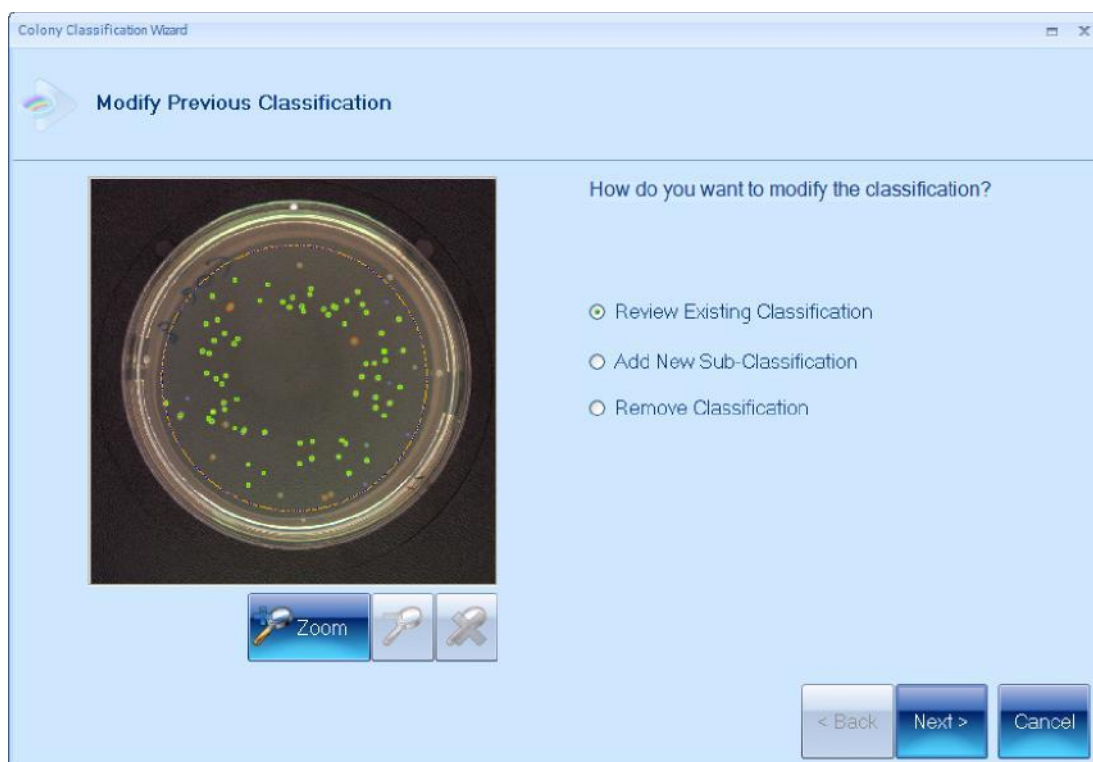 Colony Classification Wizard
Modify Previous Classification
How do you want to modify the classification?
Review Existing Classification
Add New Sub-Classification
Remove Classification
Zoom
< Back
Next >
Cancel